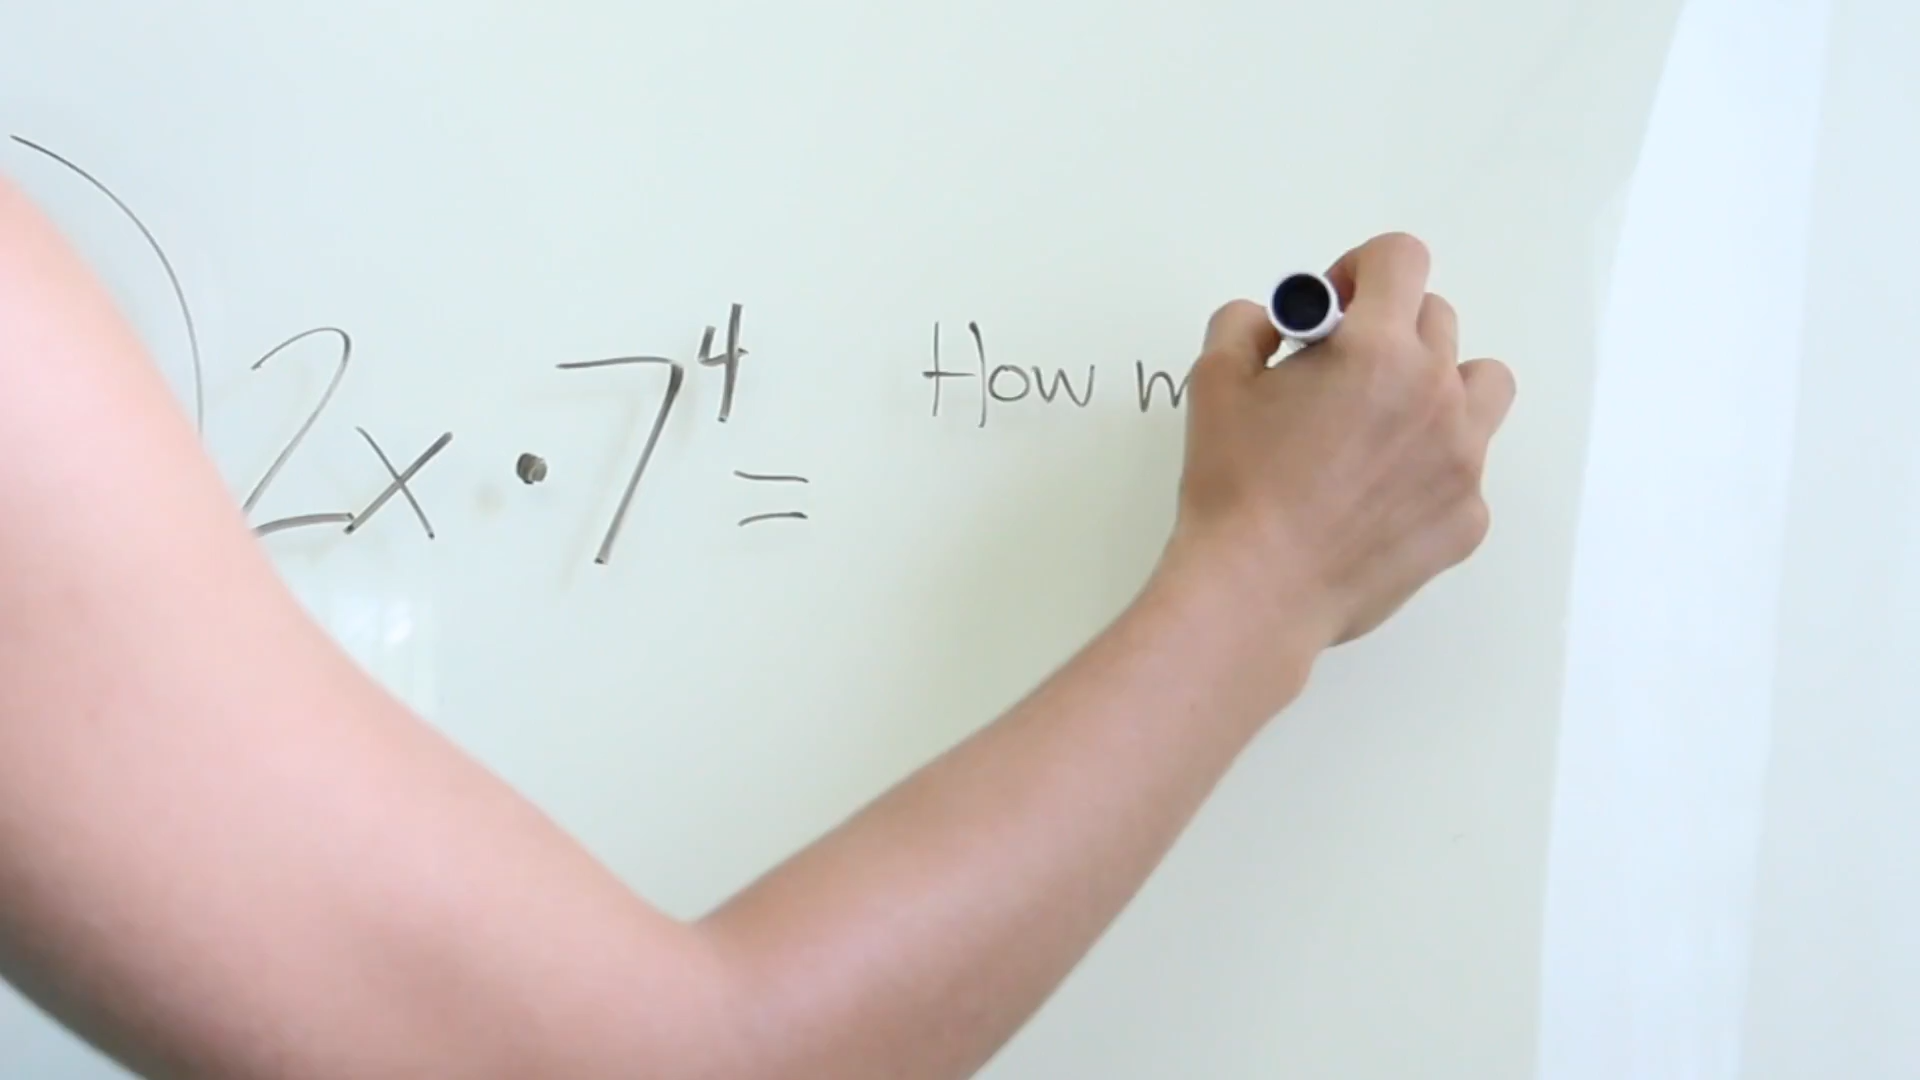 2x · 7⁴ = How m